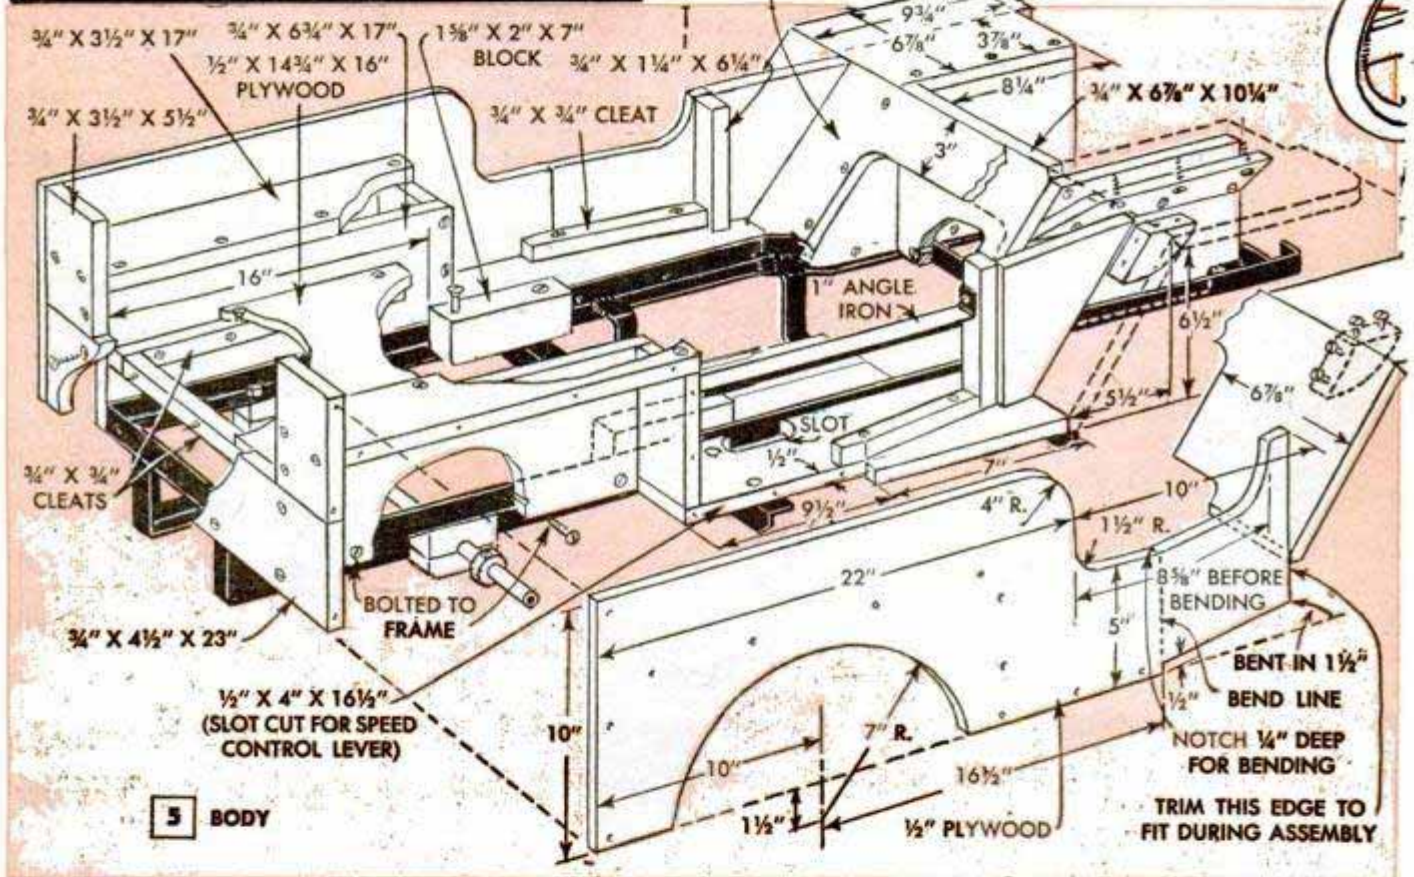 ¾" X 3½" X 17"
¾" X 6¾" X 17"
1⅝" X 2" X 7"
BLOCK
½" X 14¾" X 16"
PLYWOOD
¾" X 1¼" X 6¼"
¾" X 3½" X 5½"
¾" X ¾" CLEAT
9¾"
6⅞"
3⅞"
8¼"
¾" X 6⅞" X 10¼"
3"
16"
1" ANGLE
IRON
6½"
5½"
6⅞"
SLOT
½"
7"
9½"
¾" X ¾"
CLEATS
4" R.
10"
1½" R.
22"
8⅝" BEFORE
BENDING
5"
BOLTED TO
FRAME
¾" X 4½" X 23"
½" X 4" X 16½"
(SLOT CUT FOR SPEED
CONTROL LEVER)
10"
7" R.
10"
16½"
1½"
½" PLYWOOD
½"
BENT IN 1½"
BEND LINE
NOTCH ¼" DEEP
FOR BENDING
TRIM THIS EDGE TO
FIT DURING ASSEMBLY
5 BODY